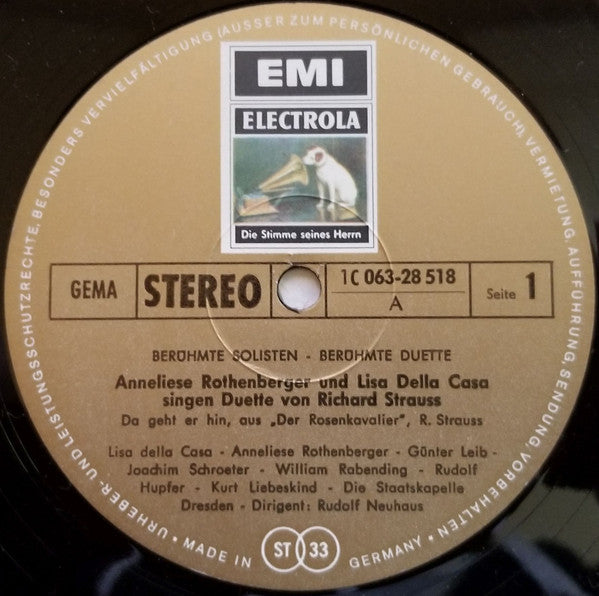 EMI
ELECTROLA
Die Stimme seines Herrn
GEMA
STEREO
1C 063-28 518
A
Seite 1
BERÜHMTE SOLISTEN - BERÜHMTE DUETTE
Anneliese Rothenberger und Lisa Della Casa
singen Duette von Richard Strauss
Da geht er hin, aus „Der Rosenkavalier", R. Strauss
Lisa della Casa - Anneliese Rothenberger - Günter Leib -
Joachim Schroeter - William Rabending - Rudolf
Hupfer - Kurt Liebeskind - Die Staatskapelle
Dresden - Dirigent: Rudolf Neuhaus
URHEBER- UND LEISTUNGSSCHUTZRECHTE, BESONDERS VERVIELFÄLTIGUNG (AUSSER ZUM PERSÖNLICHEN GEBRAUCH), VERMIETUNG, AUFFÜHRUNG, SENDUNG, VORBEHALTEN
• MADE IN ST 33 GERMANY •